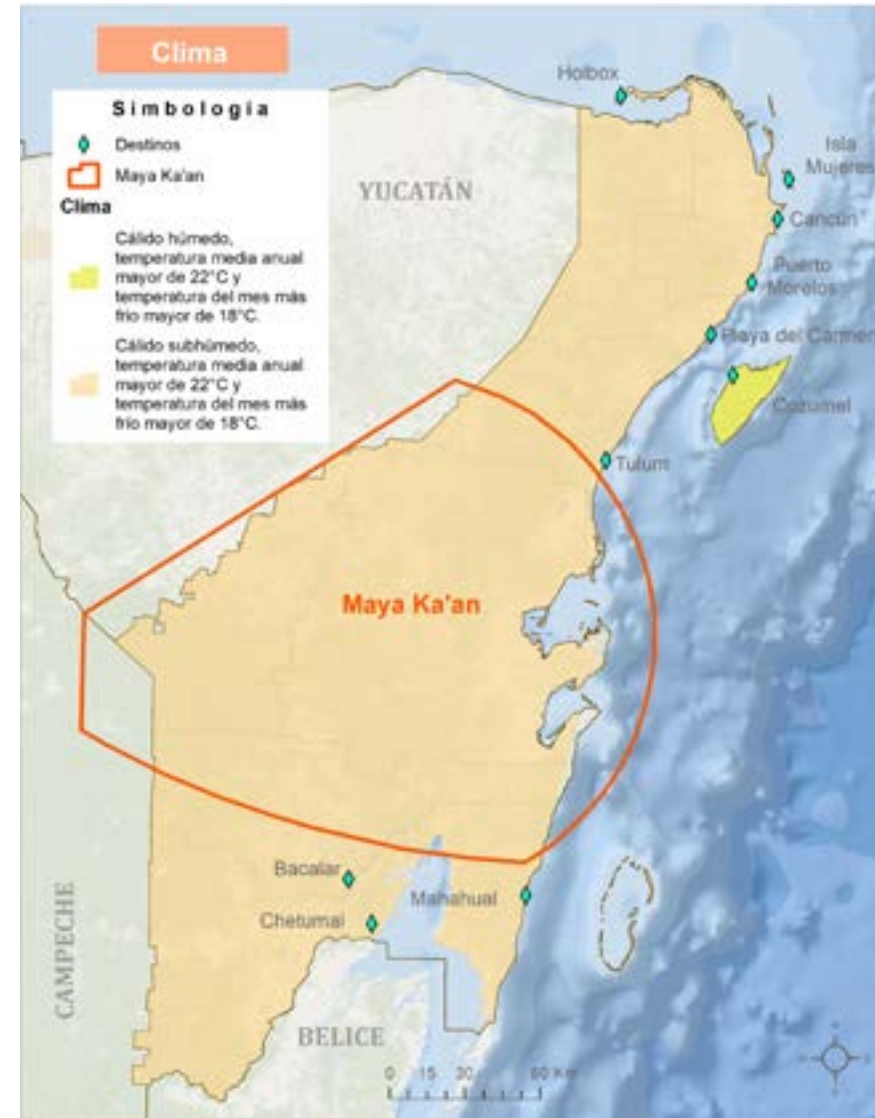 Clima
Simbología
Destinos
Maya Ka'an
Clima
Cálido húmedo,
temperatura media anual
mayor de 22°C y
temperatura del mes más
frío mayor de 18°C.
Cálido subhúmedo,
temperatura media anual
mayor de 22°C y
temperatura del mes más
frío mayor de 18°C.
Holbox
Isla
Mujeres
YUCATÁN
Cancún
Puerto
Morelos
Playa del Carmen
Cozumel
Tulum
Maya Ka'an
Bacalar
Mahahual
Chetumal
CAMPECHE
BELICE
0 15 30 60 Km